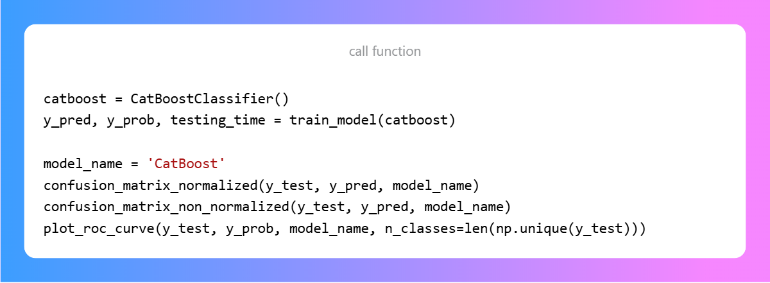 call function
catboost = CatBoostClassifier()
y_pred, y_prob, testing_time = train_model(catboost)
model_name = 'CatBoost'
confusion_matrix_normalized(y_test, y_pred, model_name)
confusion_matrix_non_normalized(y_test, y_pred, model_name)
plot_roc_curve(y_test, y_prob, model_name, n_classes=len(np.unique(y_test)))